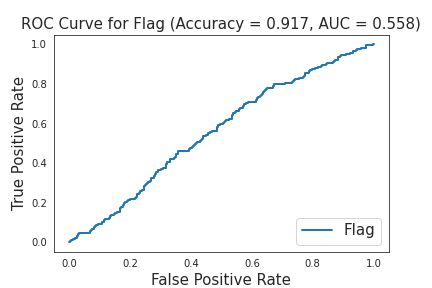 ROC Curve for Flag (Accuracy = 0.917, AUC = 0.558)
True Positive Rate
1.0
0.8
0.6
0.4
0.2
0.0
Flag
0.0 0.2 0.4 0.6 0.8 1.0
False Positive Rate